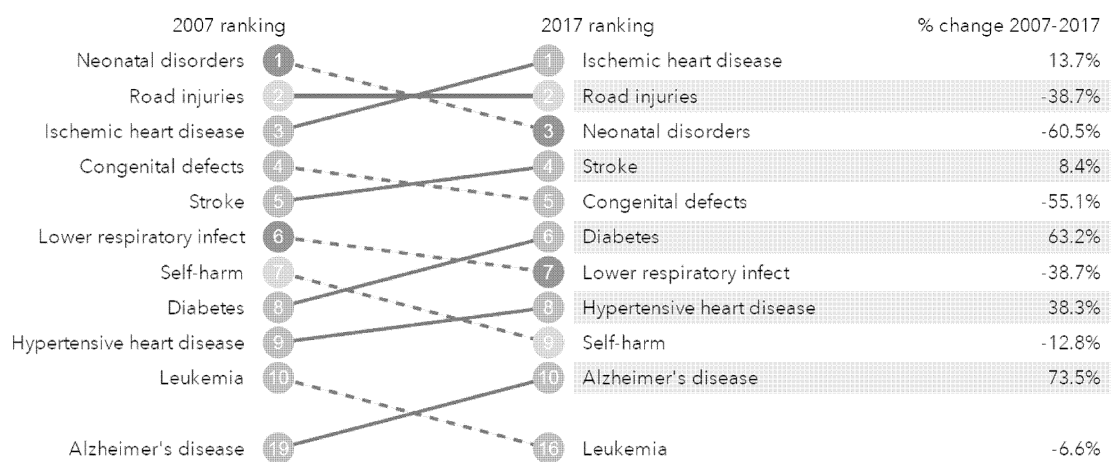 2007 ranking 2017 ranking % change 2007-2017
Neonatal disorders 1 1 Ischemic heart disease 13.7%
Road injuries 2 2 Road injuries -38.7%
Ischemic heart disease 3 3 Neonatal disorders -60.5%
Congenital defects 4 4 Stroke 8.4%
Stroke 5 5 Congenital defects -55.1%
Lower respiratory infect 6 6 Diabetes 63.2%
Self-harm 7 7 Lower respiratory infect -38.7%
Diabetes 8 8 Hypertensive heart disease 38.3%
Hypertensive heart disease 9 9 Self-harm -12.8%
Leukemia 10 10 Alzheimer's disease 73.5%
Alzheimer's disease 19 16 Leukemia -6.6%